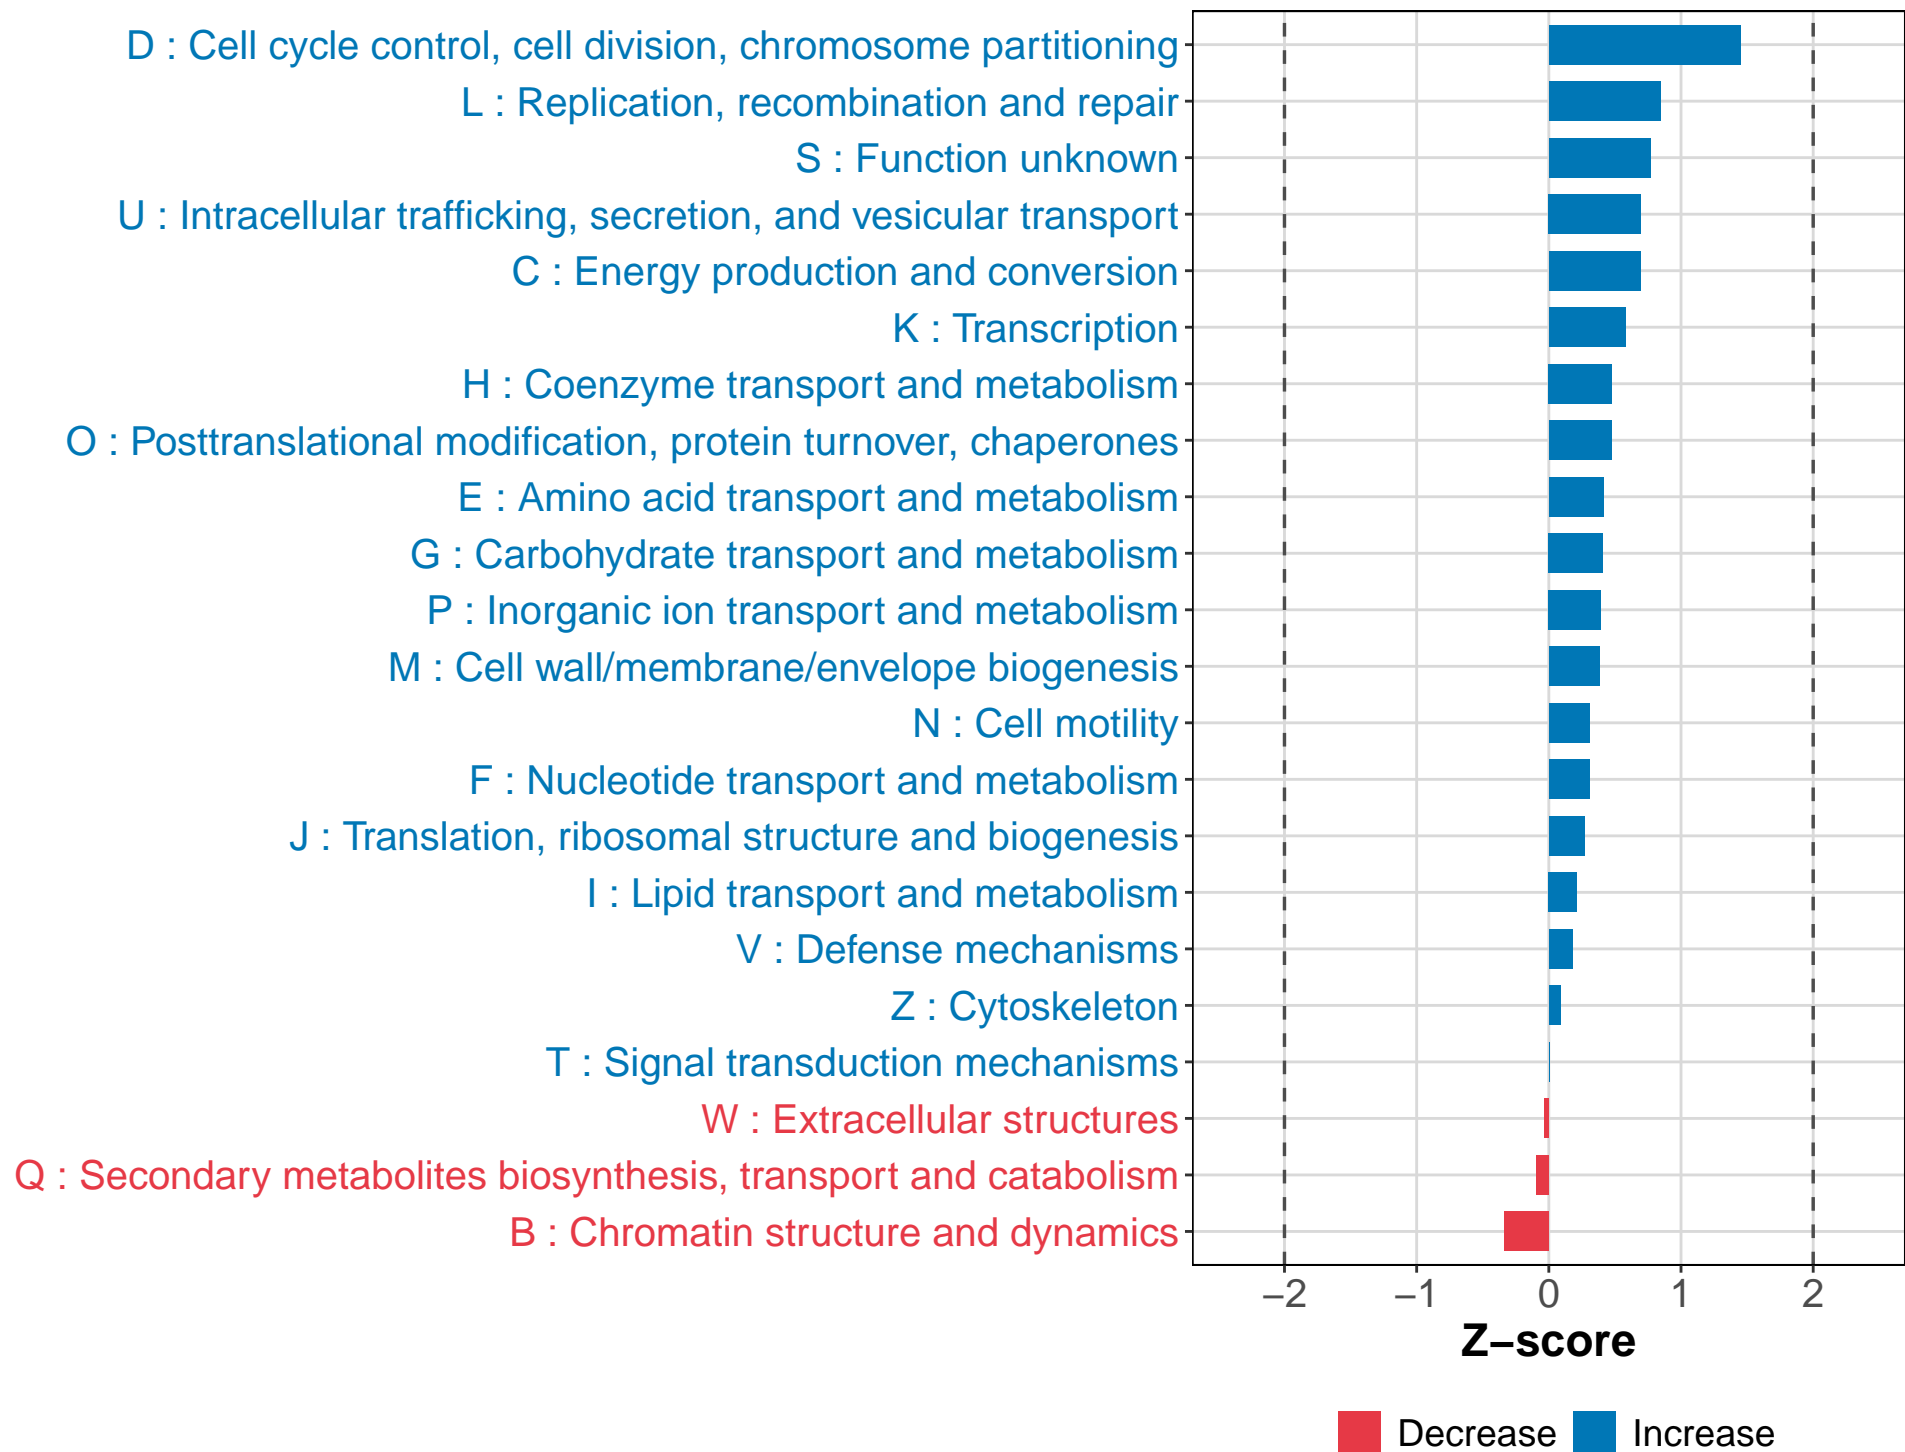 D : Cell cycle control, cell division, chromosome partitioning
L : Replication, recombination and repair
S : Function unknown
U : Intracellular trafficking, secretion, and vesicular transport
C : Energy production and conversion
K : Transcription
H : Coenzyme transport and metabolism
O : Posttranslational modification, protein turnover, chaperones
E : Amino acid transport and metabolism
G : Carbohydrate transport and metabolism
P : Inorganic ion transport and metabolism
M : Cell wall/membrane/envelope biogenesis
N : Cell motility
F : Nucleotide transport and metabolism
J : Translation, ribosomal structure and biogenesis
I : Lipid transport and metabolism
V : Defense mechanisms
Z : Cytoskeleton
T : Signal transduction mechanisms
W : Extracellular structures
Q : Secondary metabolites biosynthesis, transport and catabolism
B : Chromatin structure and dynamics
−2 −1 0 1 2
Z−score
Decrease Increase